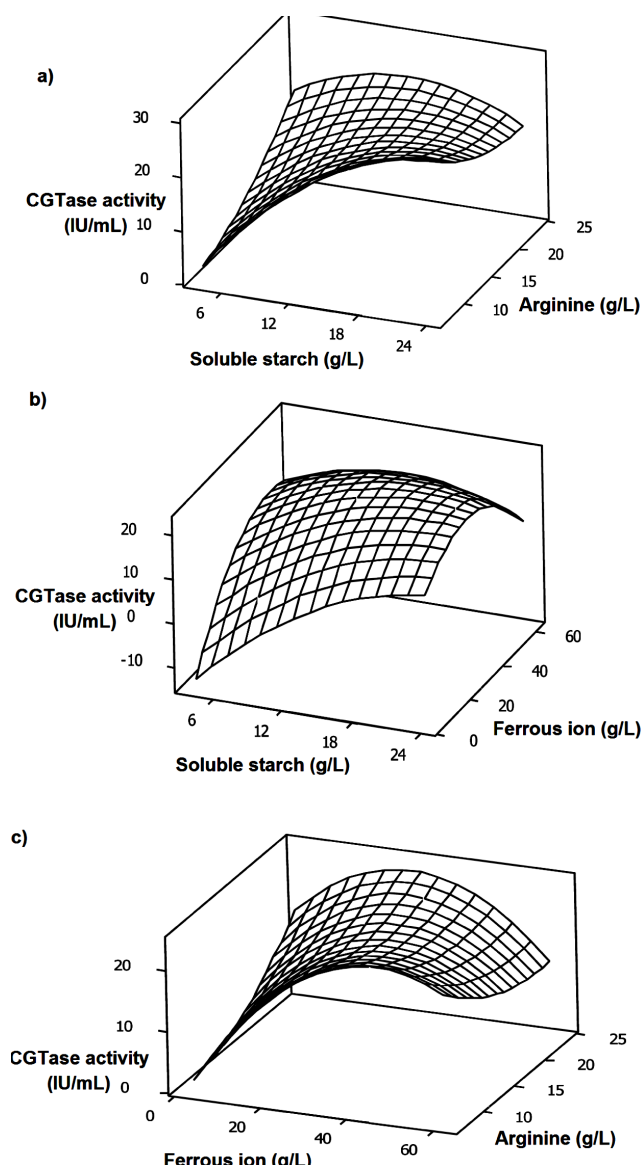 a)
30
20
CGTase activity
(IU/mL)
10
0
6
12
18
24
Soluble starch (g/L)
10
15
20
25
Arginine (g/L)
b)
20
10
CGTase activity
(IU/mL)
0
-10
6
12
18
24
Soluble starch (g/L)
0
20
40
60
Ferrous ion (g/L)
c)
20
10
CGTase activity
(IU/mL)
0
0
20
40
60
Ferrous ion (g/L)
10
15
20
25
Arginine (g/L)